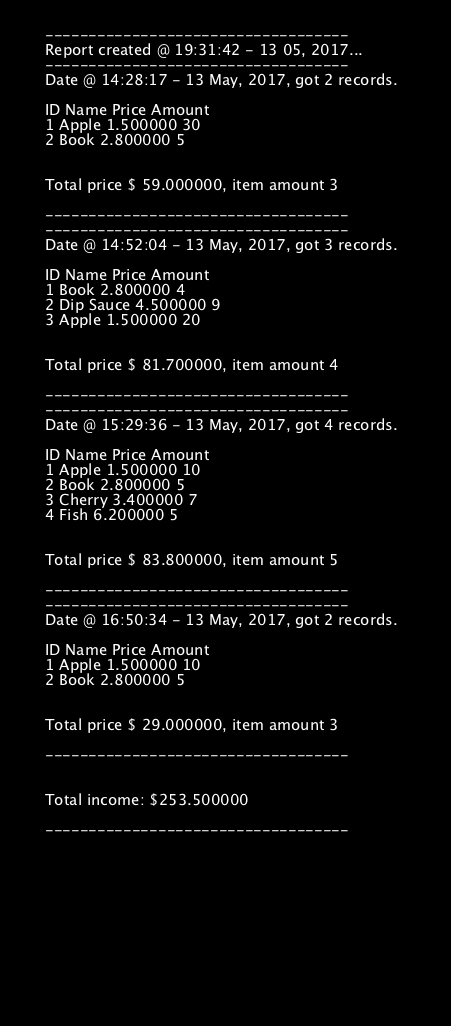 -----------------------------------
Report created @ 19:31:42 - 13 05, 2017...
-----------------------------------
Date @ 14:28:17 - 13 May, 2017, got 2 records.
ID Name Price Amount
1 Apple 1.500000 30
2 Book 2.800000 5
Total price $ 59.000000, item amount 3
-----------------------------------
-----------------------------------
Date @ 14:52:04 - 13 May, 2017, got 3 records.
ID Name Price Amount
1 Book 2.800000 4
2 Dip Sauce 4.500000 9
3 Apple 1.500000 20
Total price $ 81.700000, item amount 4
-----------------------------------
-----------------------------------
Date @ 15:29:36 - 13 May, 2017, got 4 records.
ID Name Price Amount
1 Apple 1.500000 10
2 Book 2.800000 5
3 Cherry 3.400000 7
4 Fish 6.200000 5
Total price $ 83.800000, item amount 5
-----------------------------------
-----------------------------------
Date @ 16:50:34 - 13 May, 2017, got 2 records.
ID Name Price Amount
1 Apple 1.500000 10
2 Book 2.800000 5
Total price $ 29.000000, item amount 3
-----------------------------------
Total income: $253.500000
-----------------------------------